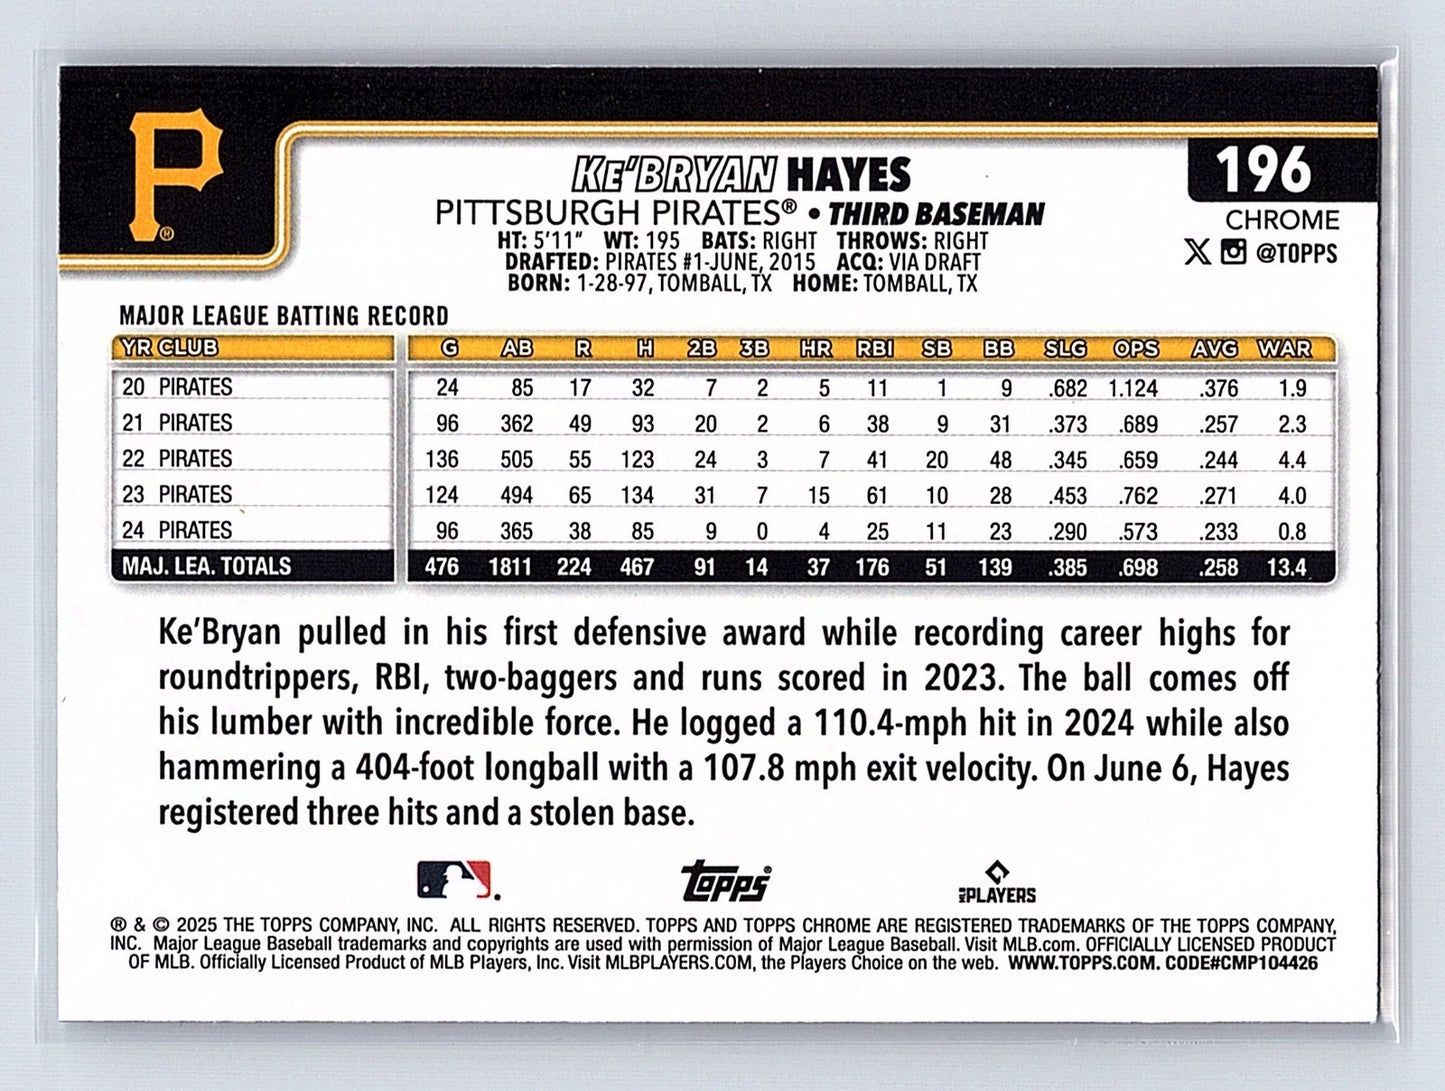 P®
KE'BRYAN HAYES
196
PITTSBURGH PIRATES® • THIRD BASEMAN
CHROME
HT: 5'11" WT: 195 BATS: RIGHT THROWS: RIGHT
X @TOPPS
DRAFTED: PIRATES #1-JUNE, 2015 ACQ: VIA DRAFT
BORN: 1-28-97, TOMBALL, TX HOME: TOMBALL, TX
MAJOR LEAGUE BATTING RECORD
YR CLUB G AB R H 2B 3B HR RBI SB BB SLG OPS AVG WAR
20 PIRATES 24 85 17 32 7 2 5 11 1 9 .682 1.124 .376 1.9
21 PIRATES 96 362 49 93 20 2 6 38 9 31 .373 .689 .257 2.3
22 PIRATES 136 505 55 123 24 3 7 41 20 48 .345 .659 .244 4.4
23 PIRATES 124 494 65 134 31 7 15 61 10 28 .453 .762 .271 4.0
24 PIRATES 96 365 38 85 9 0 4 25 11 23 .290 .573 .233 0.8
MAJ. LEA. TOTALS 476 1811 224 467 91 14 37 176 51 139 .385 .698 .258 13.4
Ke'Bryan pulled in his first defensive award while recording career highs for
roundtrippers, RBI, two-baggers and runs scored in 2023. The ball comes off
his lumber with incredible force. He logged a 110.4-mph hit in 2024 while also
hammering a 404-foot longball with a 107.8 mph exit velocity. On June 6, Hayes
registered three hits and a stolen base.
Topps® MLB PLAYERS
® & © 2025 THE TOPPS COMPANY, INC. ALL RIGHTS RESERVED. TOPPS AND TOPPS CHROME ARE REGISTERED TRADEMARKS OF THE TOPPS COMPANY,
INC. Major League Baseball trademarks and copyrights are used with permission of Major League Baseball. Visit MLB.com. OFFICIALLY LICENSED PRODUCT
OF MLB. Officially Licensed Product of MLB Players, Inc. Visit MLBPLAYERS.COM, the Players Choice on the web. WWW.TOPPS.COM. CODE#CMP104426